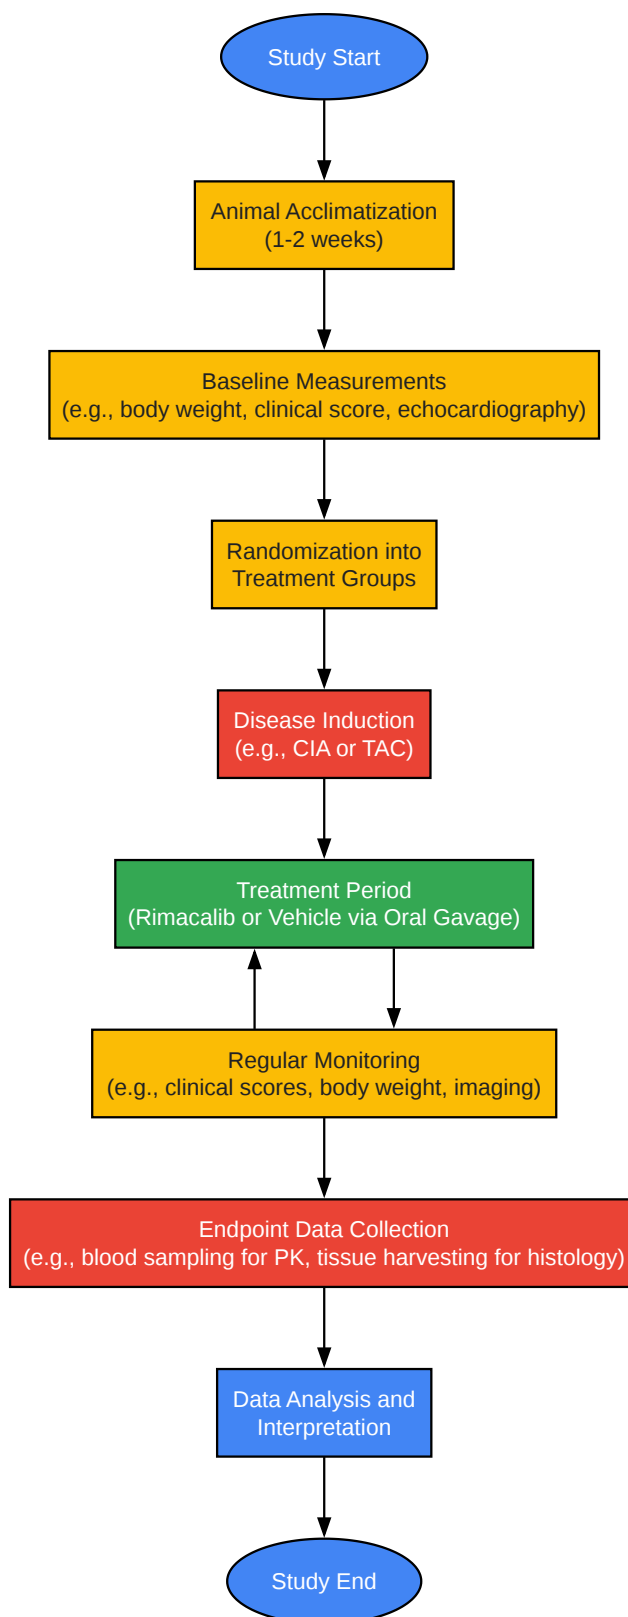 Study Start
Animal Acclimatization
(1-2 weeks)
Baseline Measurements
(e.g., body weight, clinical score, echocardiography)
Randomization into
Treatment Groups
Disease Induction
(e.g., CIA or TAC)
Treatment Period
(Rimacalib or Vehicle via Oral Gavage)
Regular Monitoring
(e.g., clinical scores, body weight, imaging)
Endpoint Data Collection
(e.g., blood sampling for PK, tissue harvesting for histology)
Data Analysis and
Interpretation
Study End